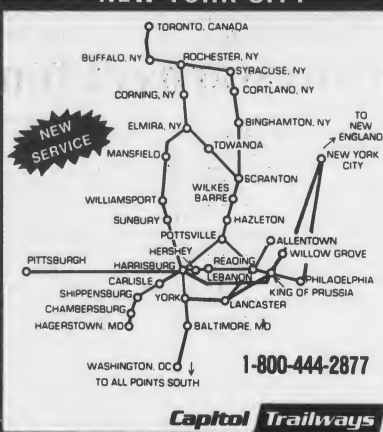 NEW YORK CITY
TORONTO, CANADA
BUFFALO, NY
ROCHESTER, NY
SYRACUSE, NY
CORNING, NY
CORTLAND, NY
NEW
SERVICE
ELMIRA, NY
BINGHAMTON, NY
TO
NEW
ENGLAND
NEW YORK
CITY
MANSFIELD
TOWANDA
SCRANTON
WILKES
BARRE
WILLIAMSPORT
SUNBURY
HAZLETON
POTTSVILLE
HERSHEY
ALLENTOWN
WILLOW GROVE
PITTSBURGH
HARRISBURG
READING
LEBANON
CARLISLE
PHILADELPHIA
KING OF PRUSSIA
SHIPPENSBURG
YORK
LANCASTER
CHAMBERSBURG
HAGERSTOWN, MD
BALTIMORE, MD
WASHINGTON, DC
TO ALL POINTS SOUTH
1-800-444-2877
Capitol Trailways